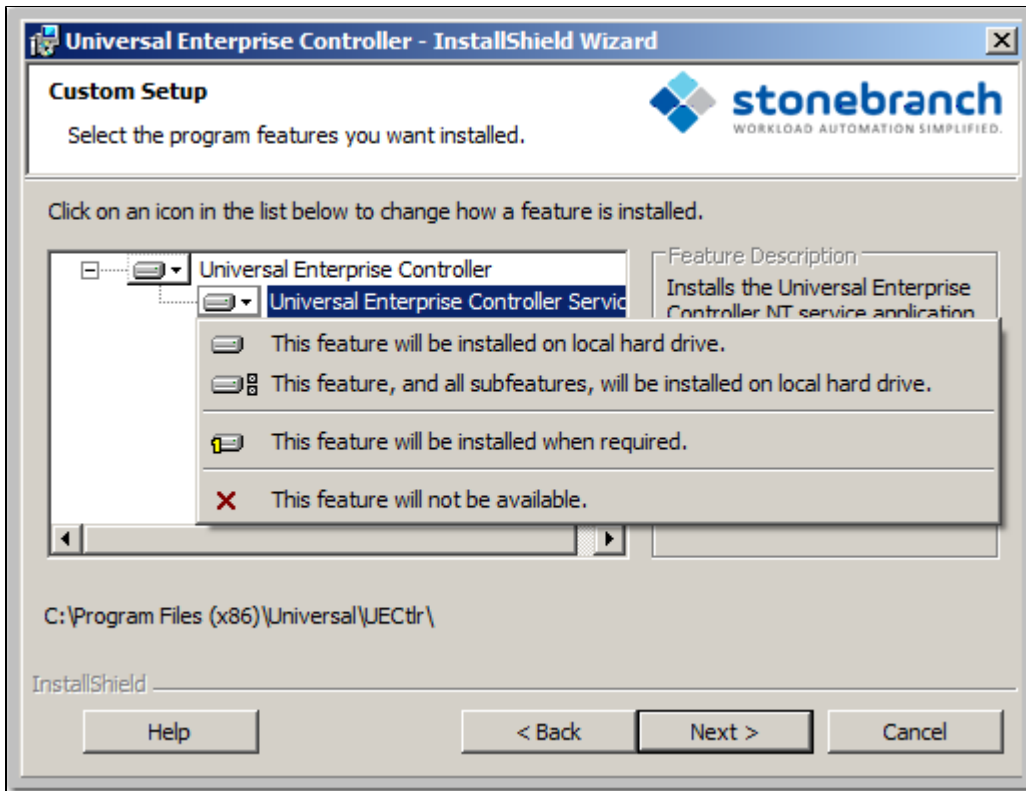 Universal Enterprise Controller - InstallShield Wizard
Custom Setup
Select the program features you want installed.
stonebranch
WORKLOAD AUTOMATION SIMPLIFIED.
Click on an icon in the list below to change how a feature is installed.
Universal Enterprise Controller
Universal Enterprise Controller Servic
Feature Description
Installs the Universal Enterprise
Controller NT service application
This feature will be installed on local hard drive.
This feature, and all subfeatures, will be installed on local hard drive.
This feature will be installed when required.
This feature will not be available.
C:\Program Files (x86)\Universal\UECtlr\
InstallShield
Help
< Back
Next >
Cancel